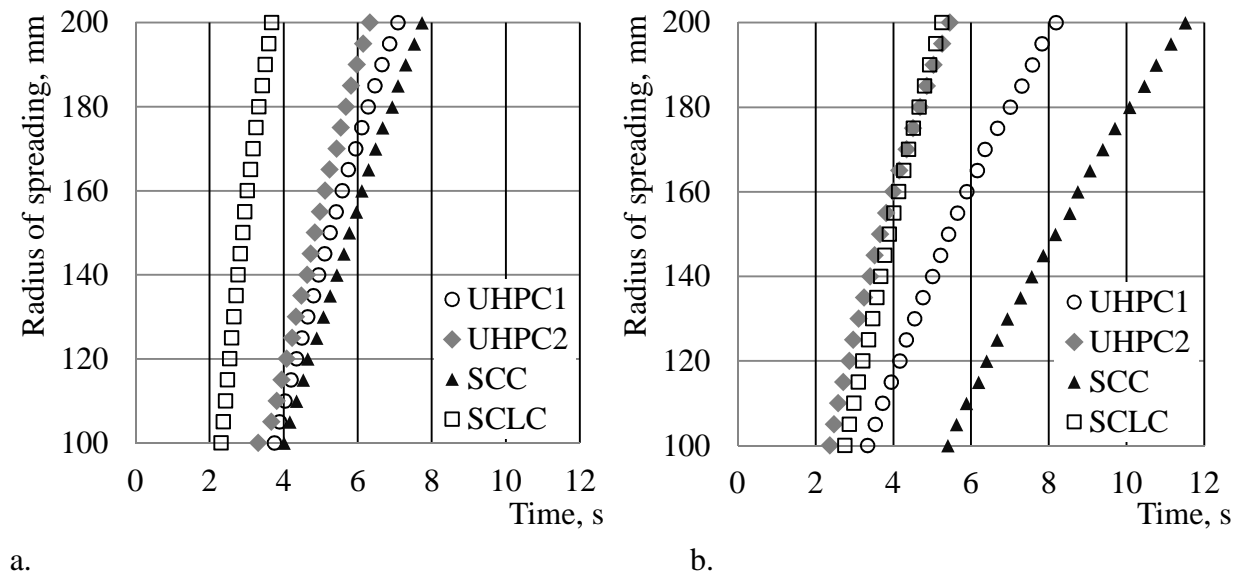 Radius of spreading, mm
200
180
160
140
120
100
0 2 4 6 8 10 12
Time, s
UHPC1
UHPC2
SCC
SCLC
a.
Radius of spreading, mm
200
180
160
140
120
100
0 2 4 6 8 10 12
Time, s
UHPC1
UHPC2
SCC
SCLC
b.